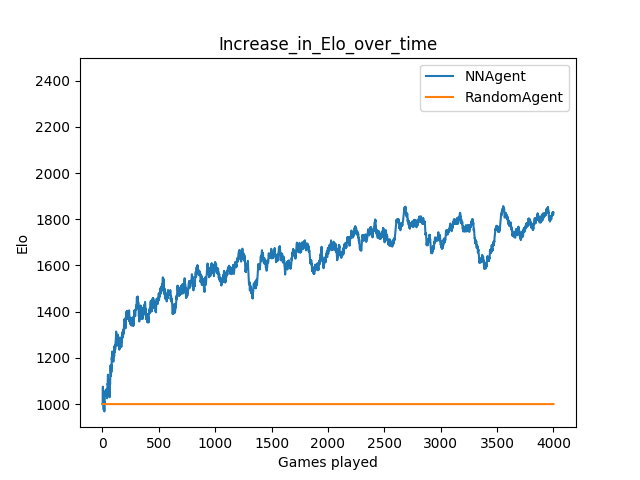 Increase_in_Elo_over_time
NNAgent
RandomAgent
2400
2200
2000
1800
1600
1400
1200
1000
Elo
0 500 1000 1500 2000 2500 3000 3500 4000
Games played